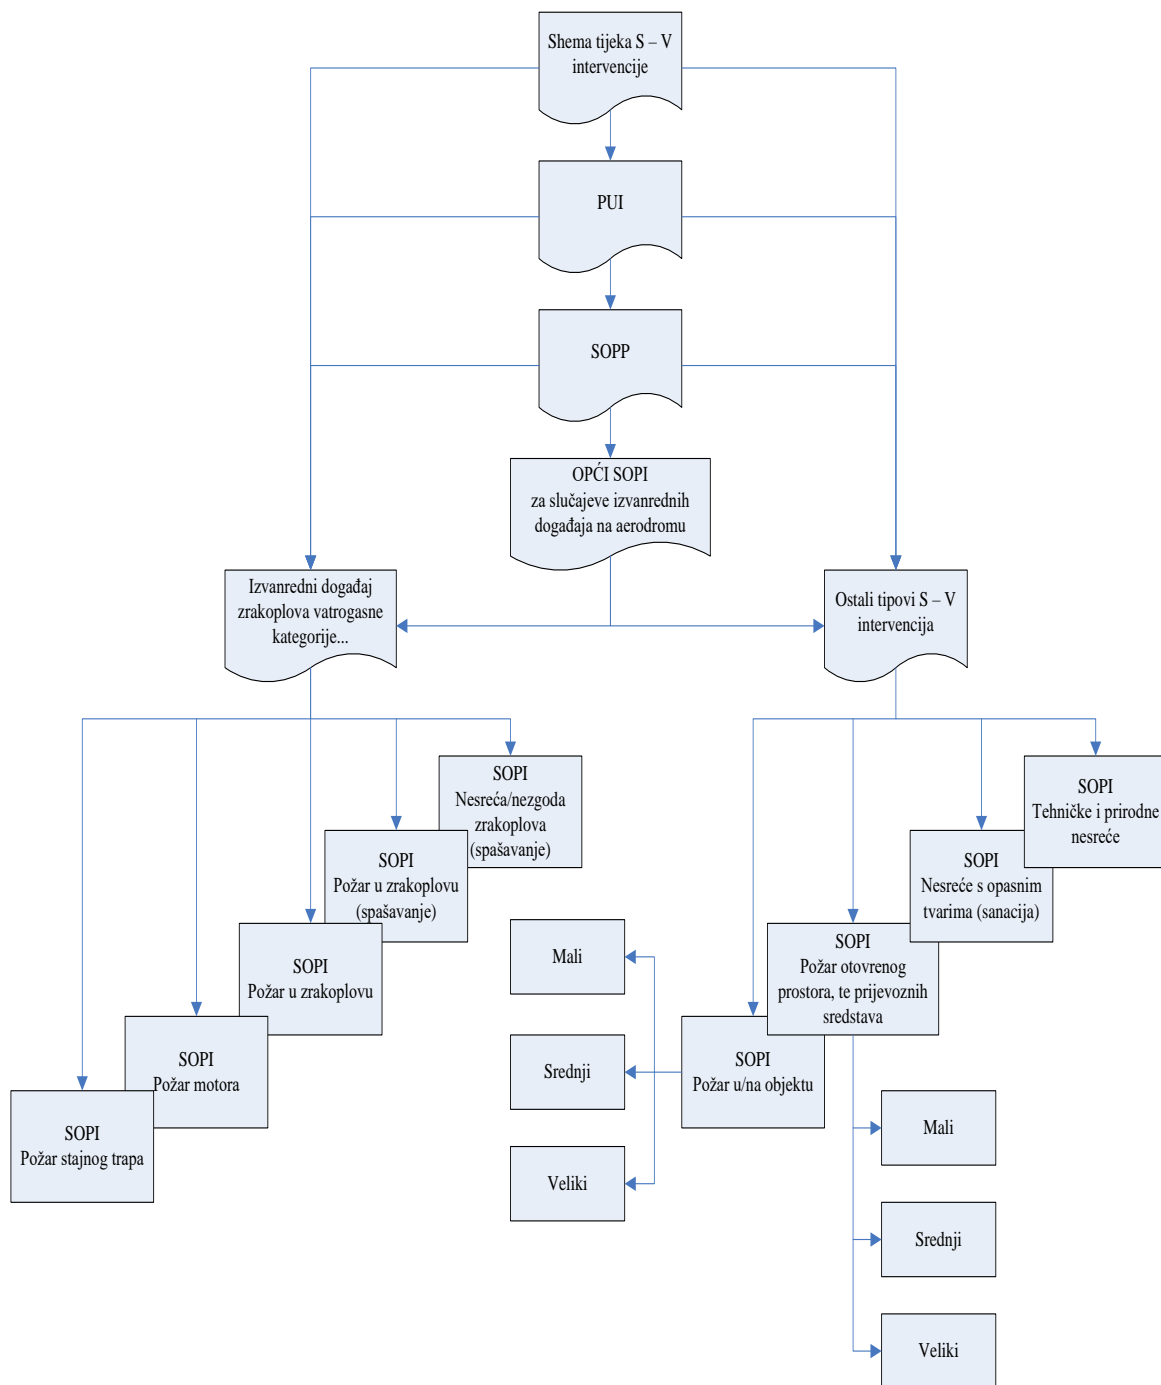 Shema tijeka S – V
intervencije
PUI
SOPP
OPĆI SOPI
za slučajeve izvanrednih
događaja na aerodromu
Izvanredni događaj
zrakoplova vatrogasne
kategorije...
Ostali tipovi S – V
intervencija
SOPI
Nesreća/nezgoda
zrakoplova
(spašavanje)
SOPI
Požar u zrakoplovu
(spašavanje)
SOPI
Požar u zrakoplovu
SOPI
Požar motora
SOPI
Požar stajnog trapa
SOPI
Tehničke i prirodne
nesreće
SOPI
Nesreće s opasnim
tvarima (sanacija)
SOPI
Požar otovrenog
prostora, te prijevoznih
sredstava
SOPI
Požar u/na objektu
Mali
Srednji
Veliki
Mali
Srednji
Veliki